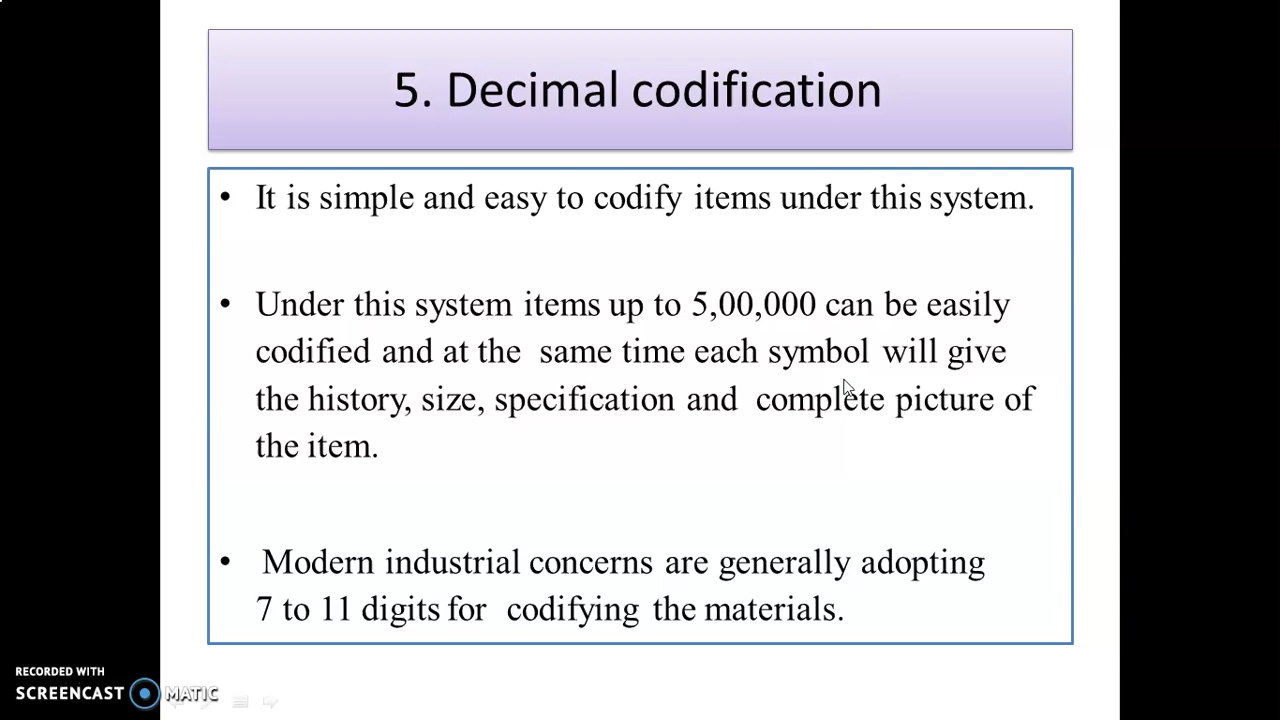 5. Decimal codification
• It is simple and easy to codify items under this system.
• Under this system items up to 5,00,000 can be easily
codified and at the same time each symbol will give
the history, size, specification and complete picture of
the item.
• Modern industrial concerns are generally adopting
7 to 11 digits for codifying the materials.
RECORDED WITH
SCREENCAST MATIC